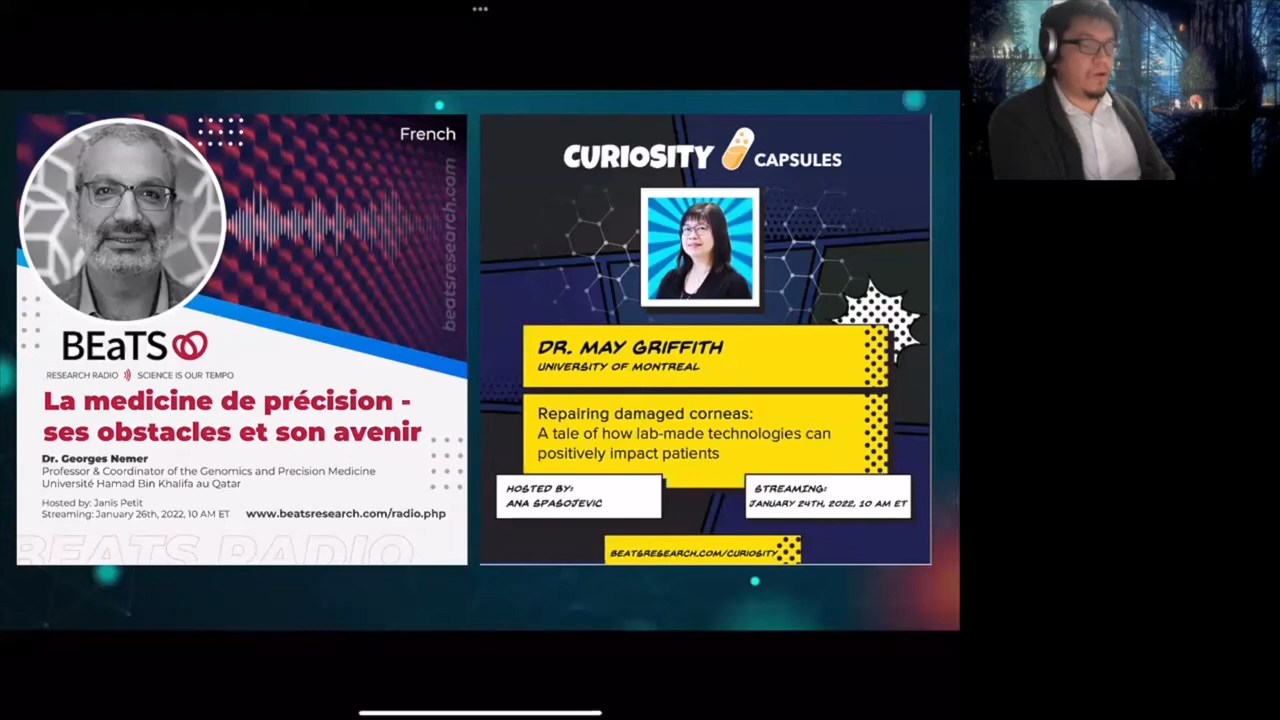 French
beatsresearch.com
BEaTS
RESEARCH RADIO SCIENCE IS OUR TEMPO
La medicine de précision -
ses obstacles et son avenir
Dr. Georges Nemer
Professor & Coordinator of the Genomics and Precision Medicine
Université Hamad Bin Khalifa au Qatar
Hosted by: Janïs Petit
Streaming: January 26th, 2022, 10 AM ET www.beatsresearch.com/radio.php
BEATS RADIO
CURIOSITY CAPSULES
DR. MAY GRIFFITH
UNIVERSITY OF MONTREAL
Repairing damaged corneas:
A tale of how lab-made technologies can
positively impact patients
HOSTED BY:
ANA SPASOJEVIC
STREAMING:
JANUARY 24TH, 2022, 10 AM ET
BEATSRESEARCH.COM/CURIOSITY